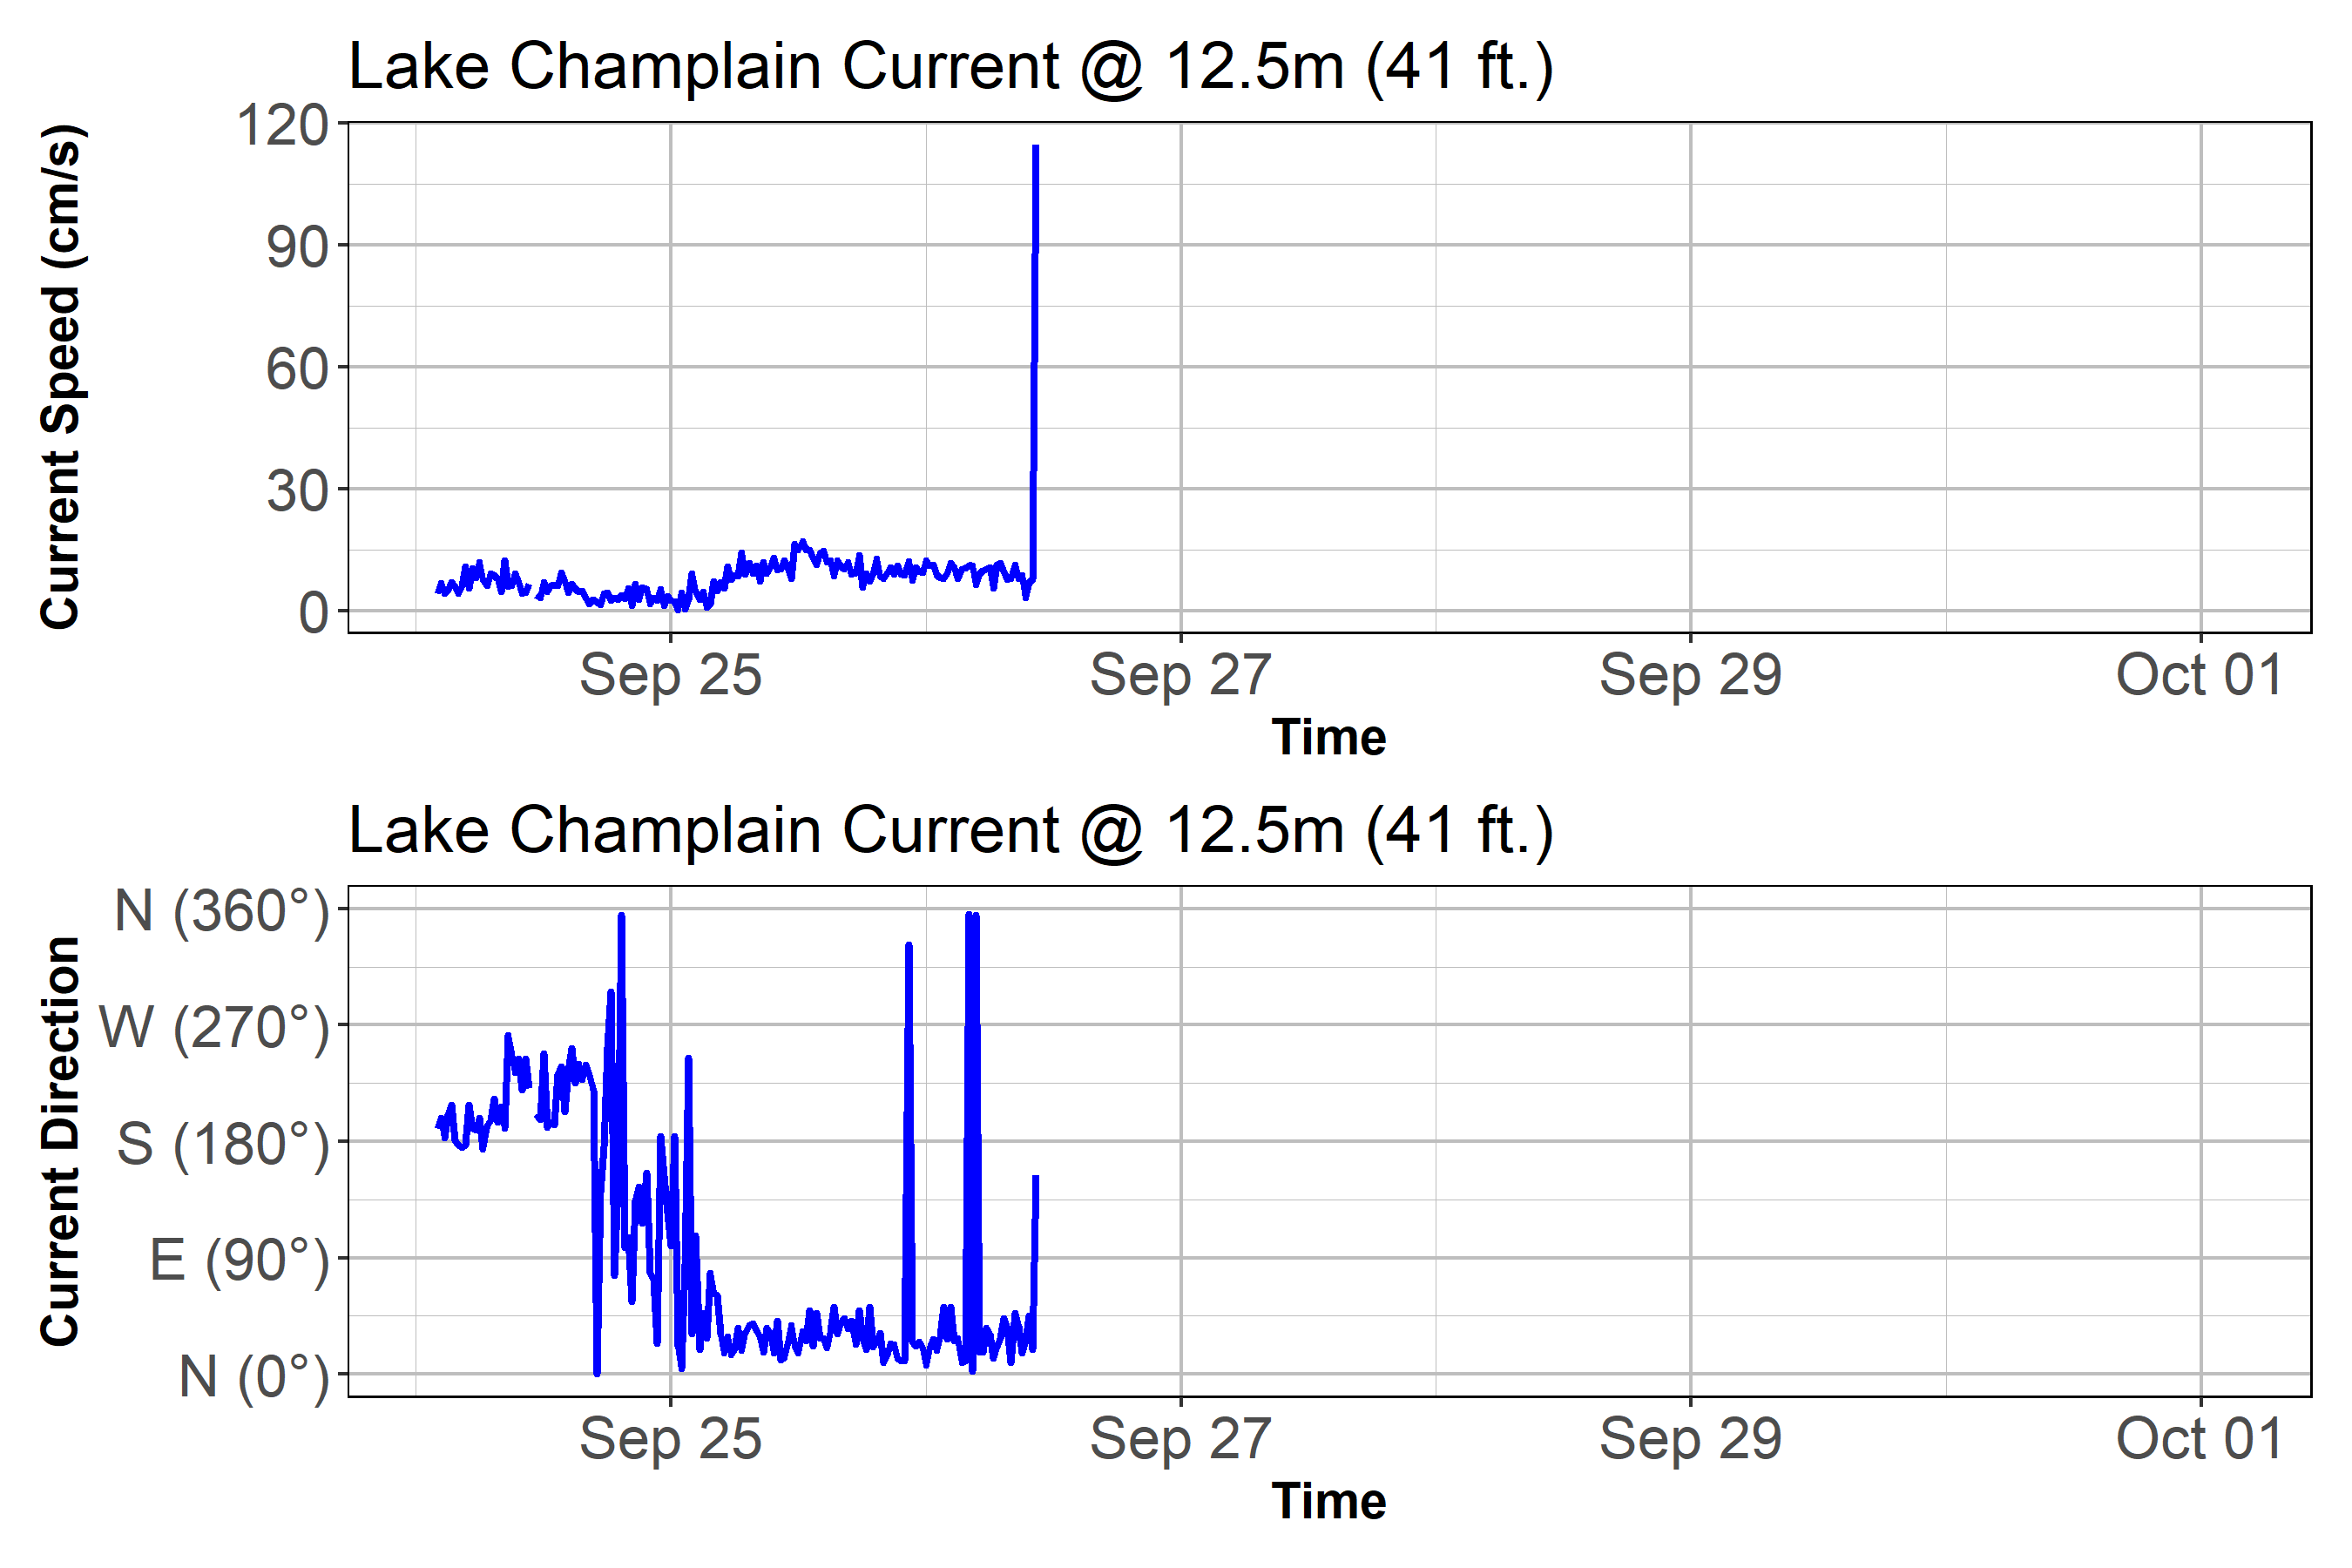 Lake Champlain Current @ 12.5m (41 ft.)
Current Speed (cm/s)
120
90
60
30
0
Sep 25 Sep 27 Sep 29 Oct 01
Time
Lake Champlain Current @ 12.5m (41 ft.)
Current Direction
N (360°)
W (270°)
S (180°)
E (90°)
N (0°)
Sep 25 Sep 27 Sep 29 Oct 01
Time